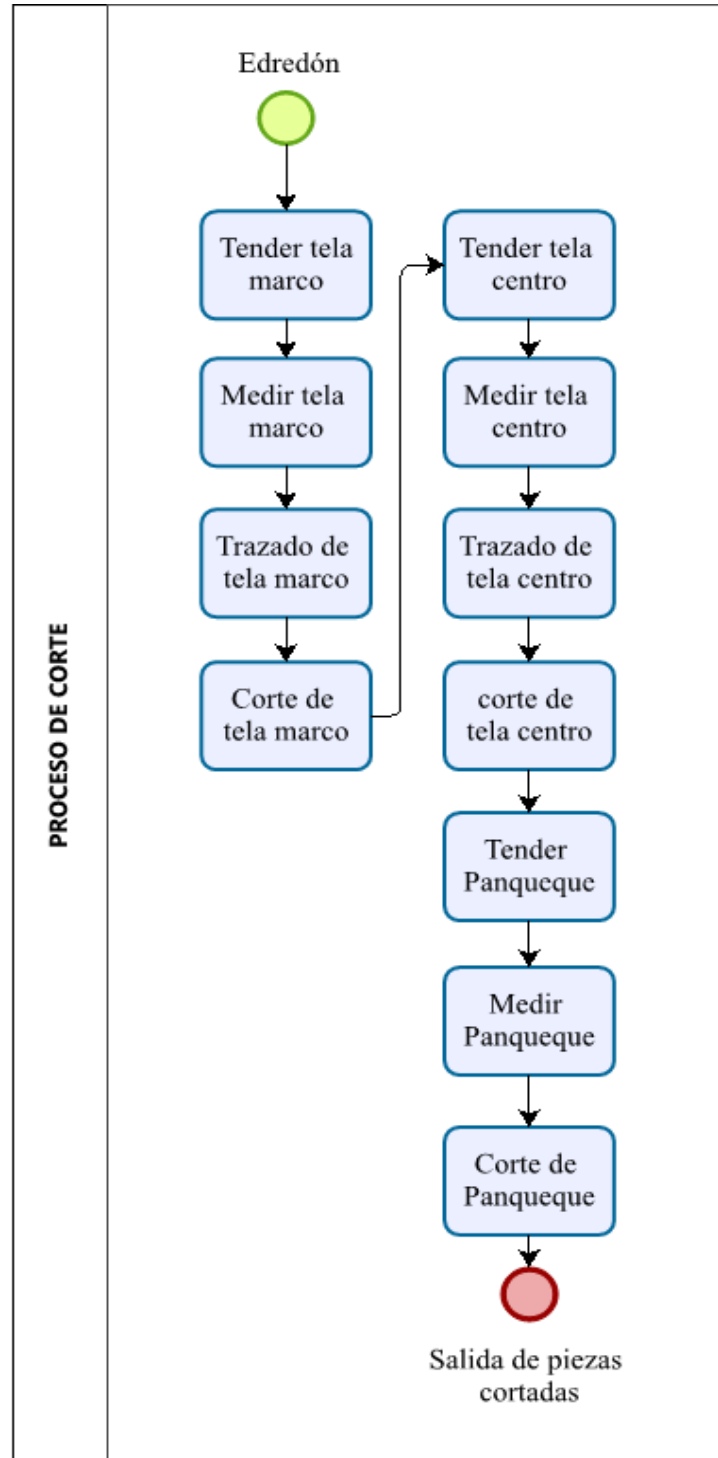 PROCESO DE CORTE
Edredón
Tender tela
marco
Medir tela
marco
Trazado de
tela marco
Corte de
tela marco
Tender tela
centro
Medir tela
centro
Trazado de
tela centro
corte de
tela centro
Tender
Panqueque
Medir
Panqueque
Corte de
Panqueque
Salida de piezas
cortadas